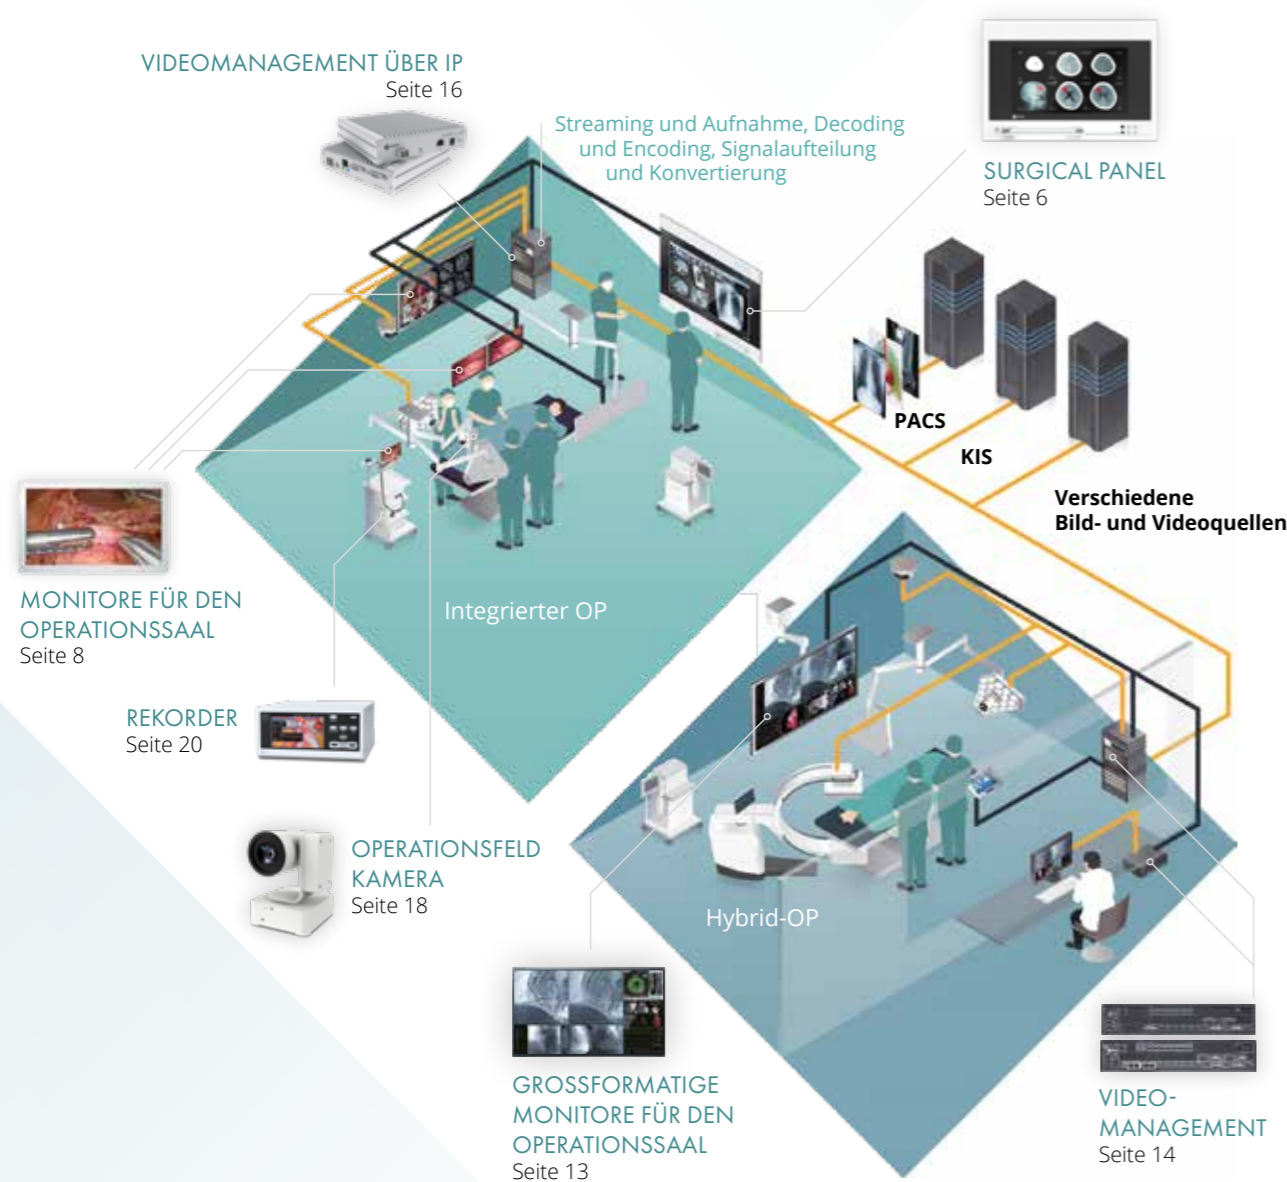 VIDEOMANAGEMENT ÜBER IP
Seite 16
Streaming und Aufnahme, Decoding
und Encoding, Signalaufteilung
und Konvertierung
SURGICAL PANEL
Seite 6
PACS
KIS
Verschiedene
Bild- und Videoquellen
MONITORE FÜR DEN
OPERATIONSSAAL
Seite 8
Integrierter OP
REKORDER
Seite 20
OPERATIONSFELD
KAMERA
Seite 18
Hybrid-OP
GROSSFORMATIGE
MONITORE FÜR DEN
OPERATIONSSAAL
Seite 13
VIDEO-
MANAGEMENT
Seite 14